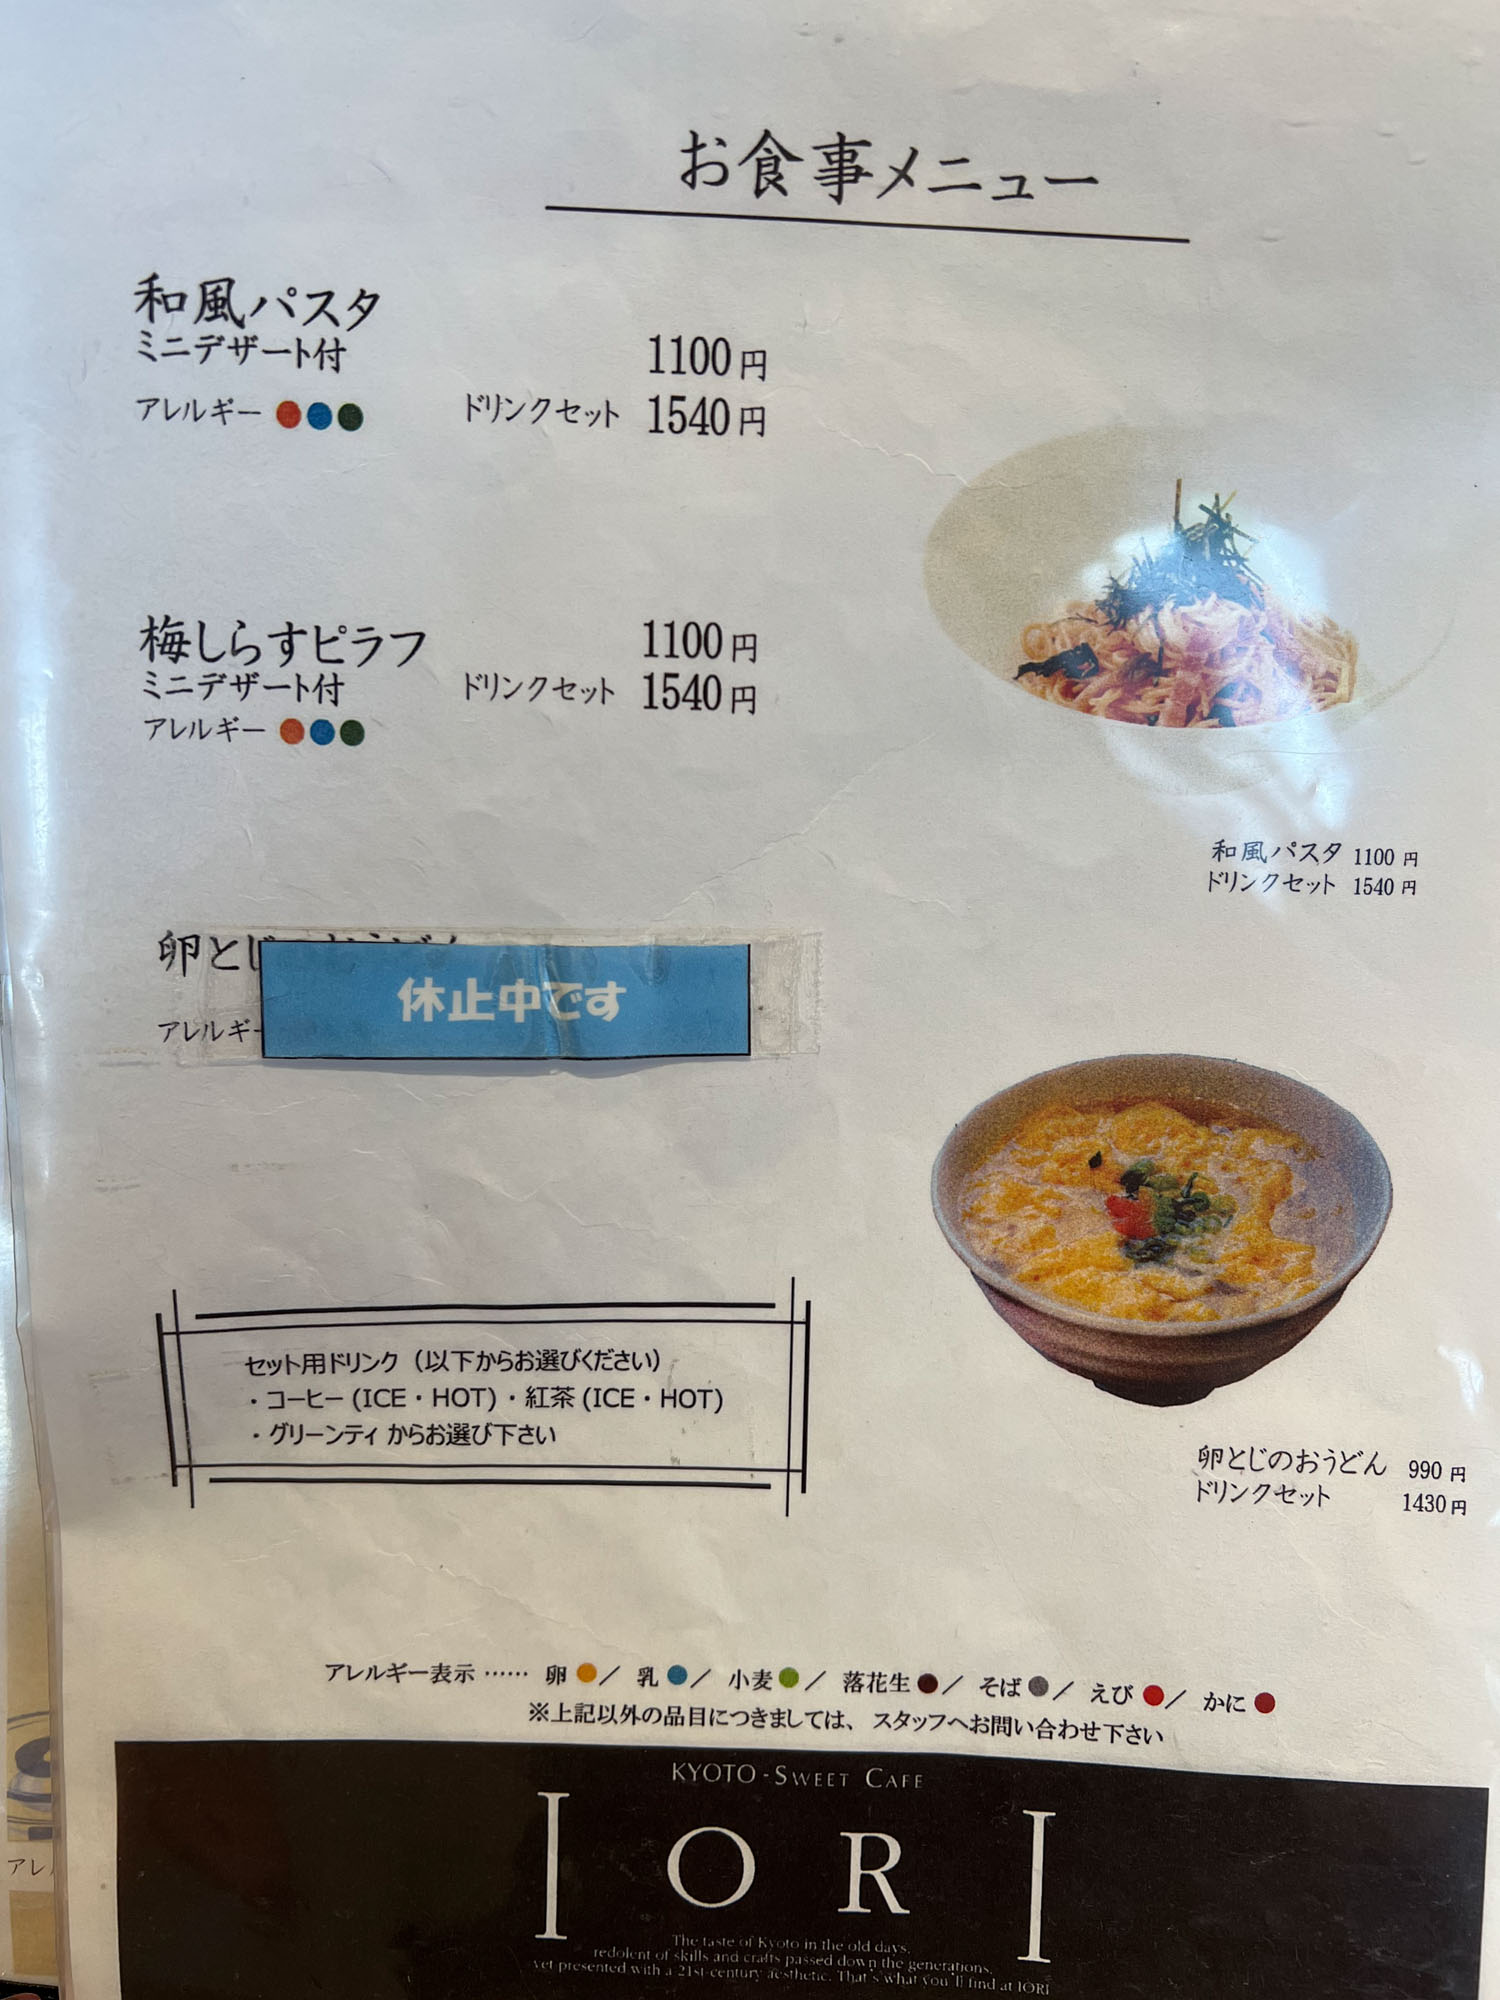 お食事メニュー
和風パスタ
ミニデザート付 1100円
アレルギー ドリンクセット 1540円
梅しらすピラフ 1100円
ミニデザート付 ドリンクセット 1540円
アレルギー
和風パスタ 1100円
ドリンクセット 1540円
卵とじ
休止中です
アレルギー
セット用ドリンク（以下からお選びください）
・コーヒー (ICE・HOT)・紅茶 (ICE・HOT)
・グリーンティ からお選び下さい
卵とじのおうどん 990円
ドリンクセット 1430円
アレルギー表示 …… 卵 ／ 乳 ／ 小麦 ／ 落花生 ／ そば ／ えび ／ かに
※上記以外の品目につきましては、スタッフへお問い合わせ下さい
KYOTO-SWEET CAFE
IORI
The taste of Kyoto in the old days,
redolent of skills and crafts passed down the generations,
yet presented with a 21st-century aesthetic. That's what you'll find at IORI
アレ